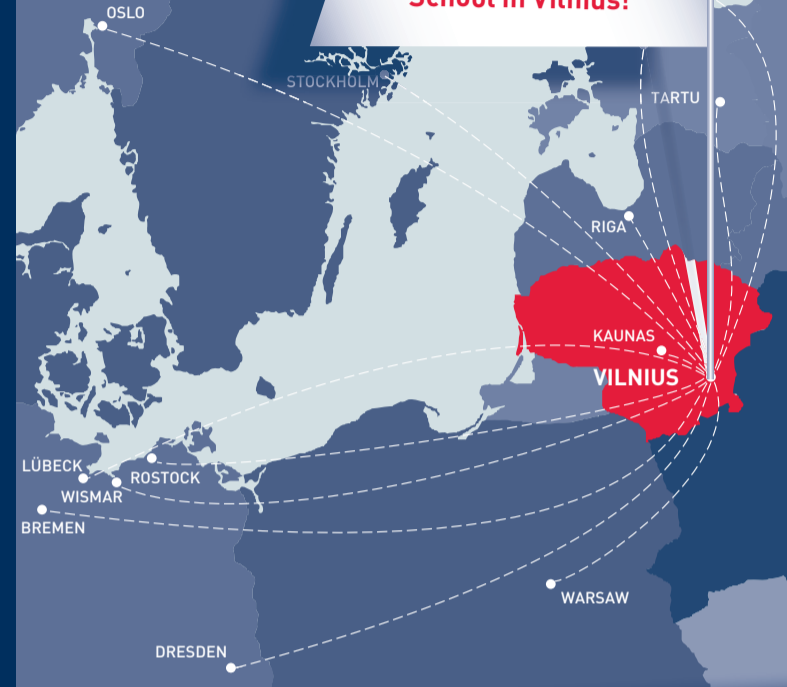 School in Vilnius!
OSLO
STOCKHOLM
TARTU
RIGA
KAUNAS
VILNIUS
LÜBECK
ROSTOCK
WISMAR
BREMEN
WARSAW
DRESDEN